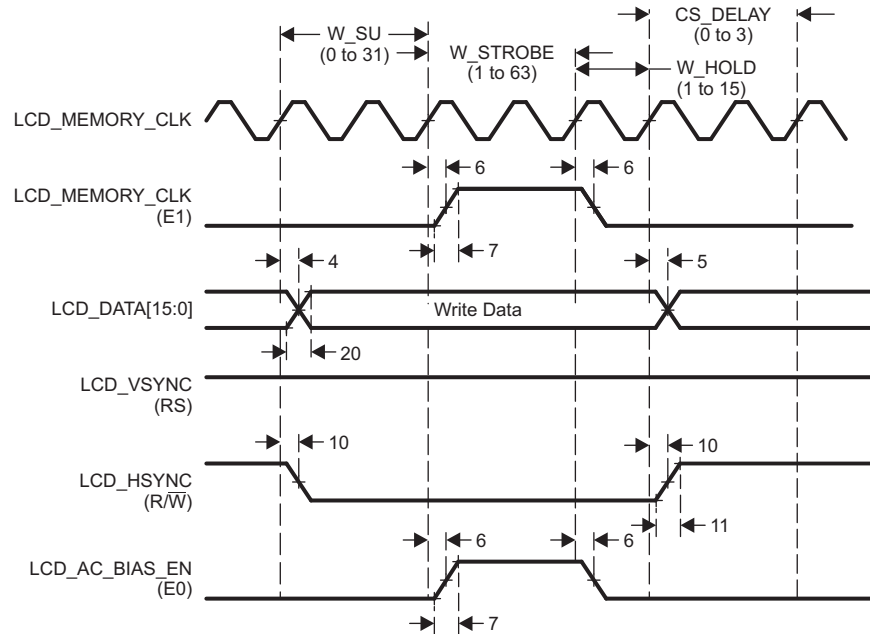 CS_DELAY
(0 to 3)
W_SU
(0 to 31)
W_STROBE
(1 to 63)
W_HOLD
(1 to 15)
LCD_MEMORY_CLK
6
6
LCD_MEMORY_CLK
(E1)
7
4
5
LCD_DATA[15:0]
Write Data
20
LCD_VSYNC
(RS)
10
10
LCD_HSYNC
(R/W̅)
11
6
6
LCD_AC_BIAS_EN
(E0)
7